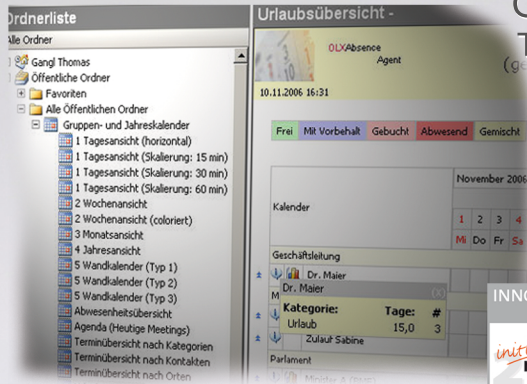 Ordnerliste
Alle Ordner
Gangl Thomas
Öffentliche Ordner
Favoriten
Alle Öffentlichen Ordner
Gruppen- und Jahreskalender
1 Tagesansicht (horizontal)
1 Tagesansicht (Skalierung: 15 min)
1 Tagesansicht (Skalierung: 30 min)
1 Tagesansicht (Skalierung: 60 min)
2 Wochenansicht
2 Wochenansicht (coloriert)
3 Monatsansicht
4 Jahresansicht
5 Wandkalender (Typ 1)
5 Wandkalender (Typ 2)
5 Wandkalender (Typ 3)
Abwesenheitsübersicht
Agenda (Heutige Meetings)
Terminübersicht nach Kategorien
Terminübersicht nach Kontakten
Terminübersicht nach Orten
Urlaubsübersicht -
OLXAbsence
Agent
10.11.2006 16:31
Frei Mit Vorbehalt Gebucht Abwesend Gemischt
November 2006
Kalender
1 2 3 4
Mi Do Fr Sa
Geschäftsleitung
Dr. Maier
Dr. Maier (X)
Kategorie: Tage: #
Urlaub 15,0 3
Zulauf Sabine
Parlament
Minister A
(ge
INNO
initi